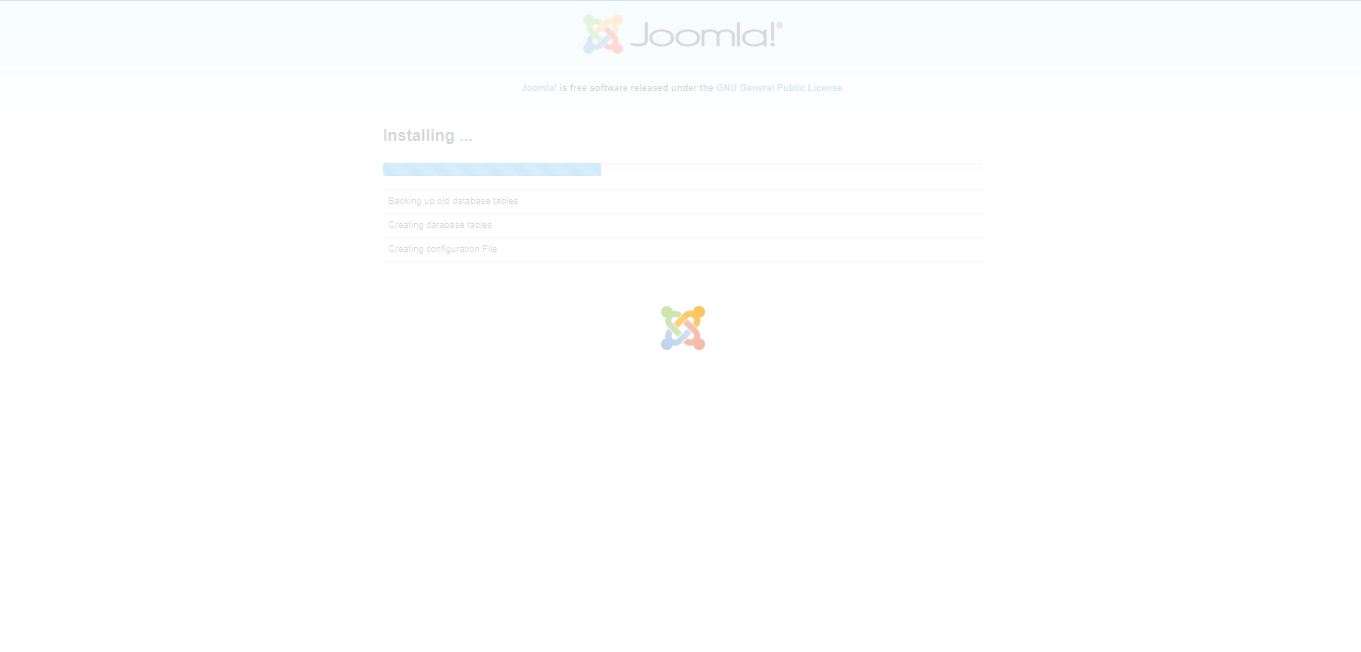 Joomla!®
Joomla! is free software released under the GNU General Public License.
Installing ...
Backing up old database tables
Creating database tables
Creating configuration File